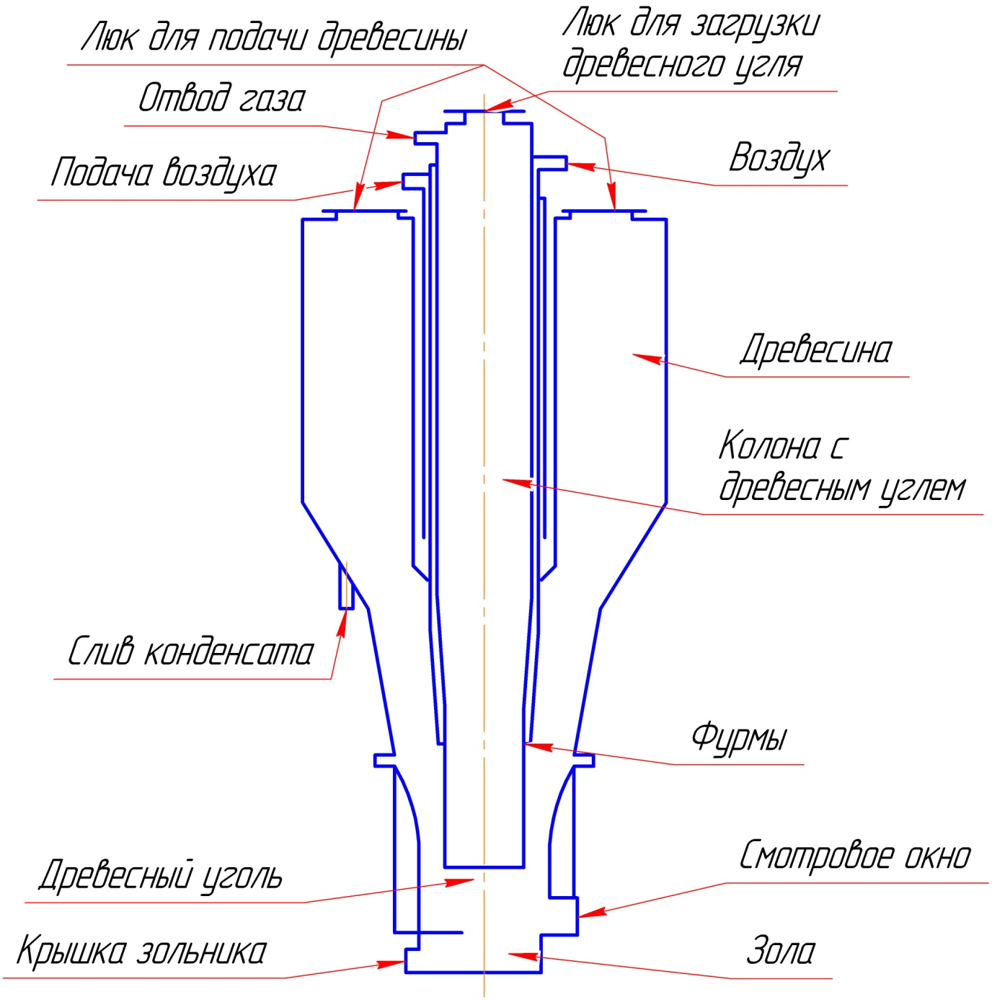 Люк для подачи древесины
Люк для загрузки
древесного угля
Отвод газа
Подача воздуха
Воздух
Древесина
Колона с
древесным углем
Слив конденсата
Фурмы
Древесный уголь
Смотровое окно
Крышка зольника
Зола